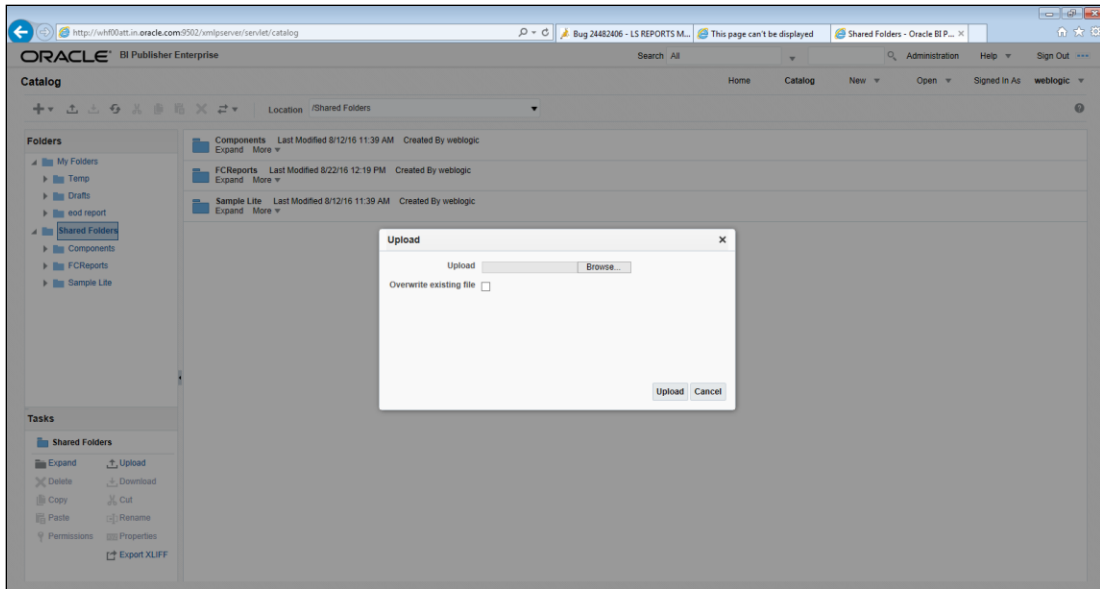 http://whf00att.in.oracle.com:9502/xmlpserver/servlet/catalog
Bug 24482406 - LS REPORTS M...
This page can't be displayed
Shared Folders - Oracle BI P...
ORACLE BI Publisher Enterprise
Search All
Administration Help Sign Out
Catalog
Home Catalog New Open Signed In As weblogic
Location /Shared Folders
Folders
My Folders
Temp
Drafts
eod report
Shared Folders
Components
FCReports
Sample Lite
Components Last Modified 8/12/16 11:39 AM Created By weblogic
Expand More
FCReports Last Modified 8/22/16 12:19 PM Created By weblogic
Expand More
Sample Lite Last Modified 8/12/16 11:39 AM Created By weblogic
Expand More
Upload
Upload Browse...
Overwrite existing file
Upload Cancel
Tasks
Shared Folders
Expand Upload
Delete Download
Copy Cut
Paste Rename
Permissions Properties
Export XLIFF